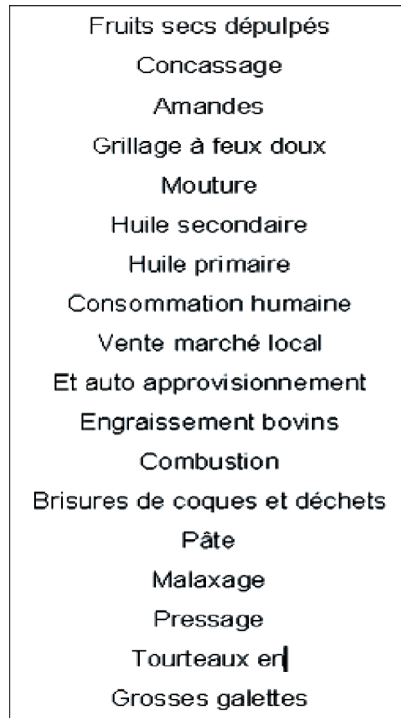 Fruits secs dépulpés
Concassage
Amandes
Grillage à feux doux
Mouture
Huile secondaire
Huile primaire
Consommation humaine
Vente marché local
Et auto approvisionnement
Engraissement bovins
Combustion
Brisures de coques et déchets
Pâte
Malaxage
Pressage
Tourteaux en
Grosses galettes